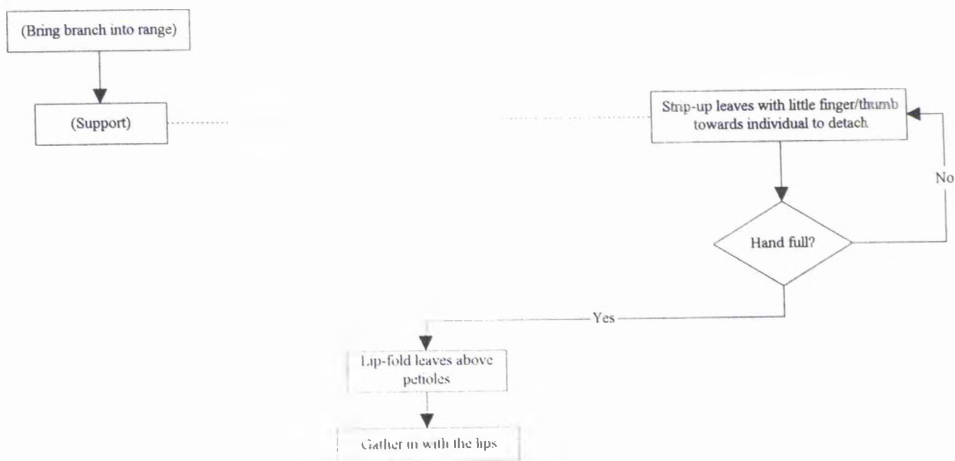 (Bring branch into range)
(Support)
Strip-up leaves with little finger/thumb
towards individual to detach
No
Hand full?
Yes
Lip-fold leaves above
petioles
Gather in with the lips